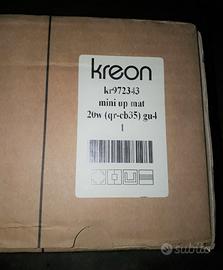 kreon
kr972343
mini up mat
20w (qr-cb35) gu4
1
subito